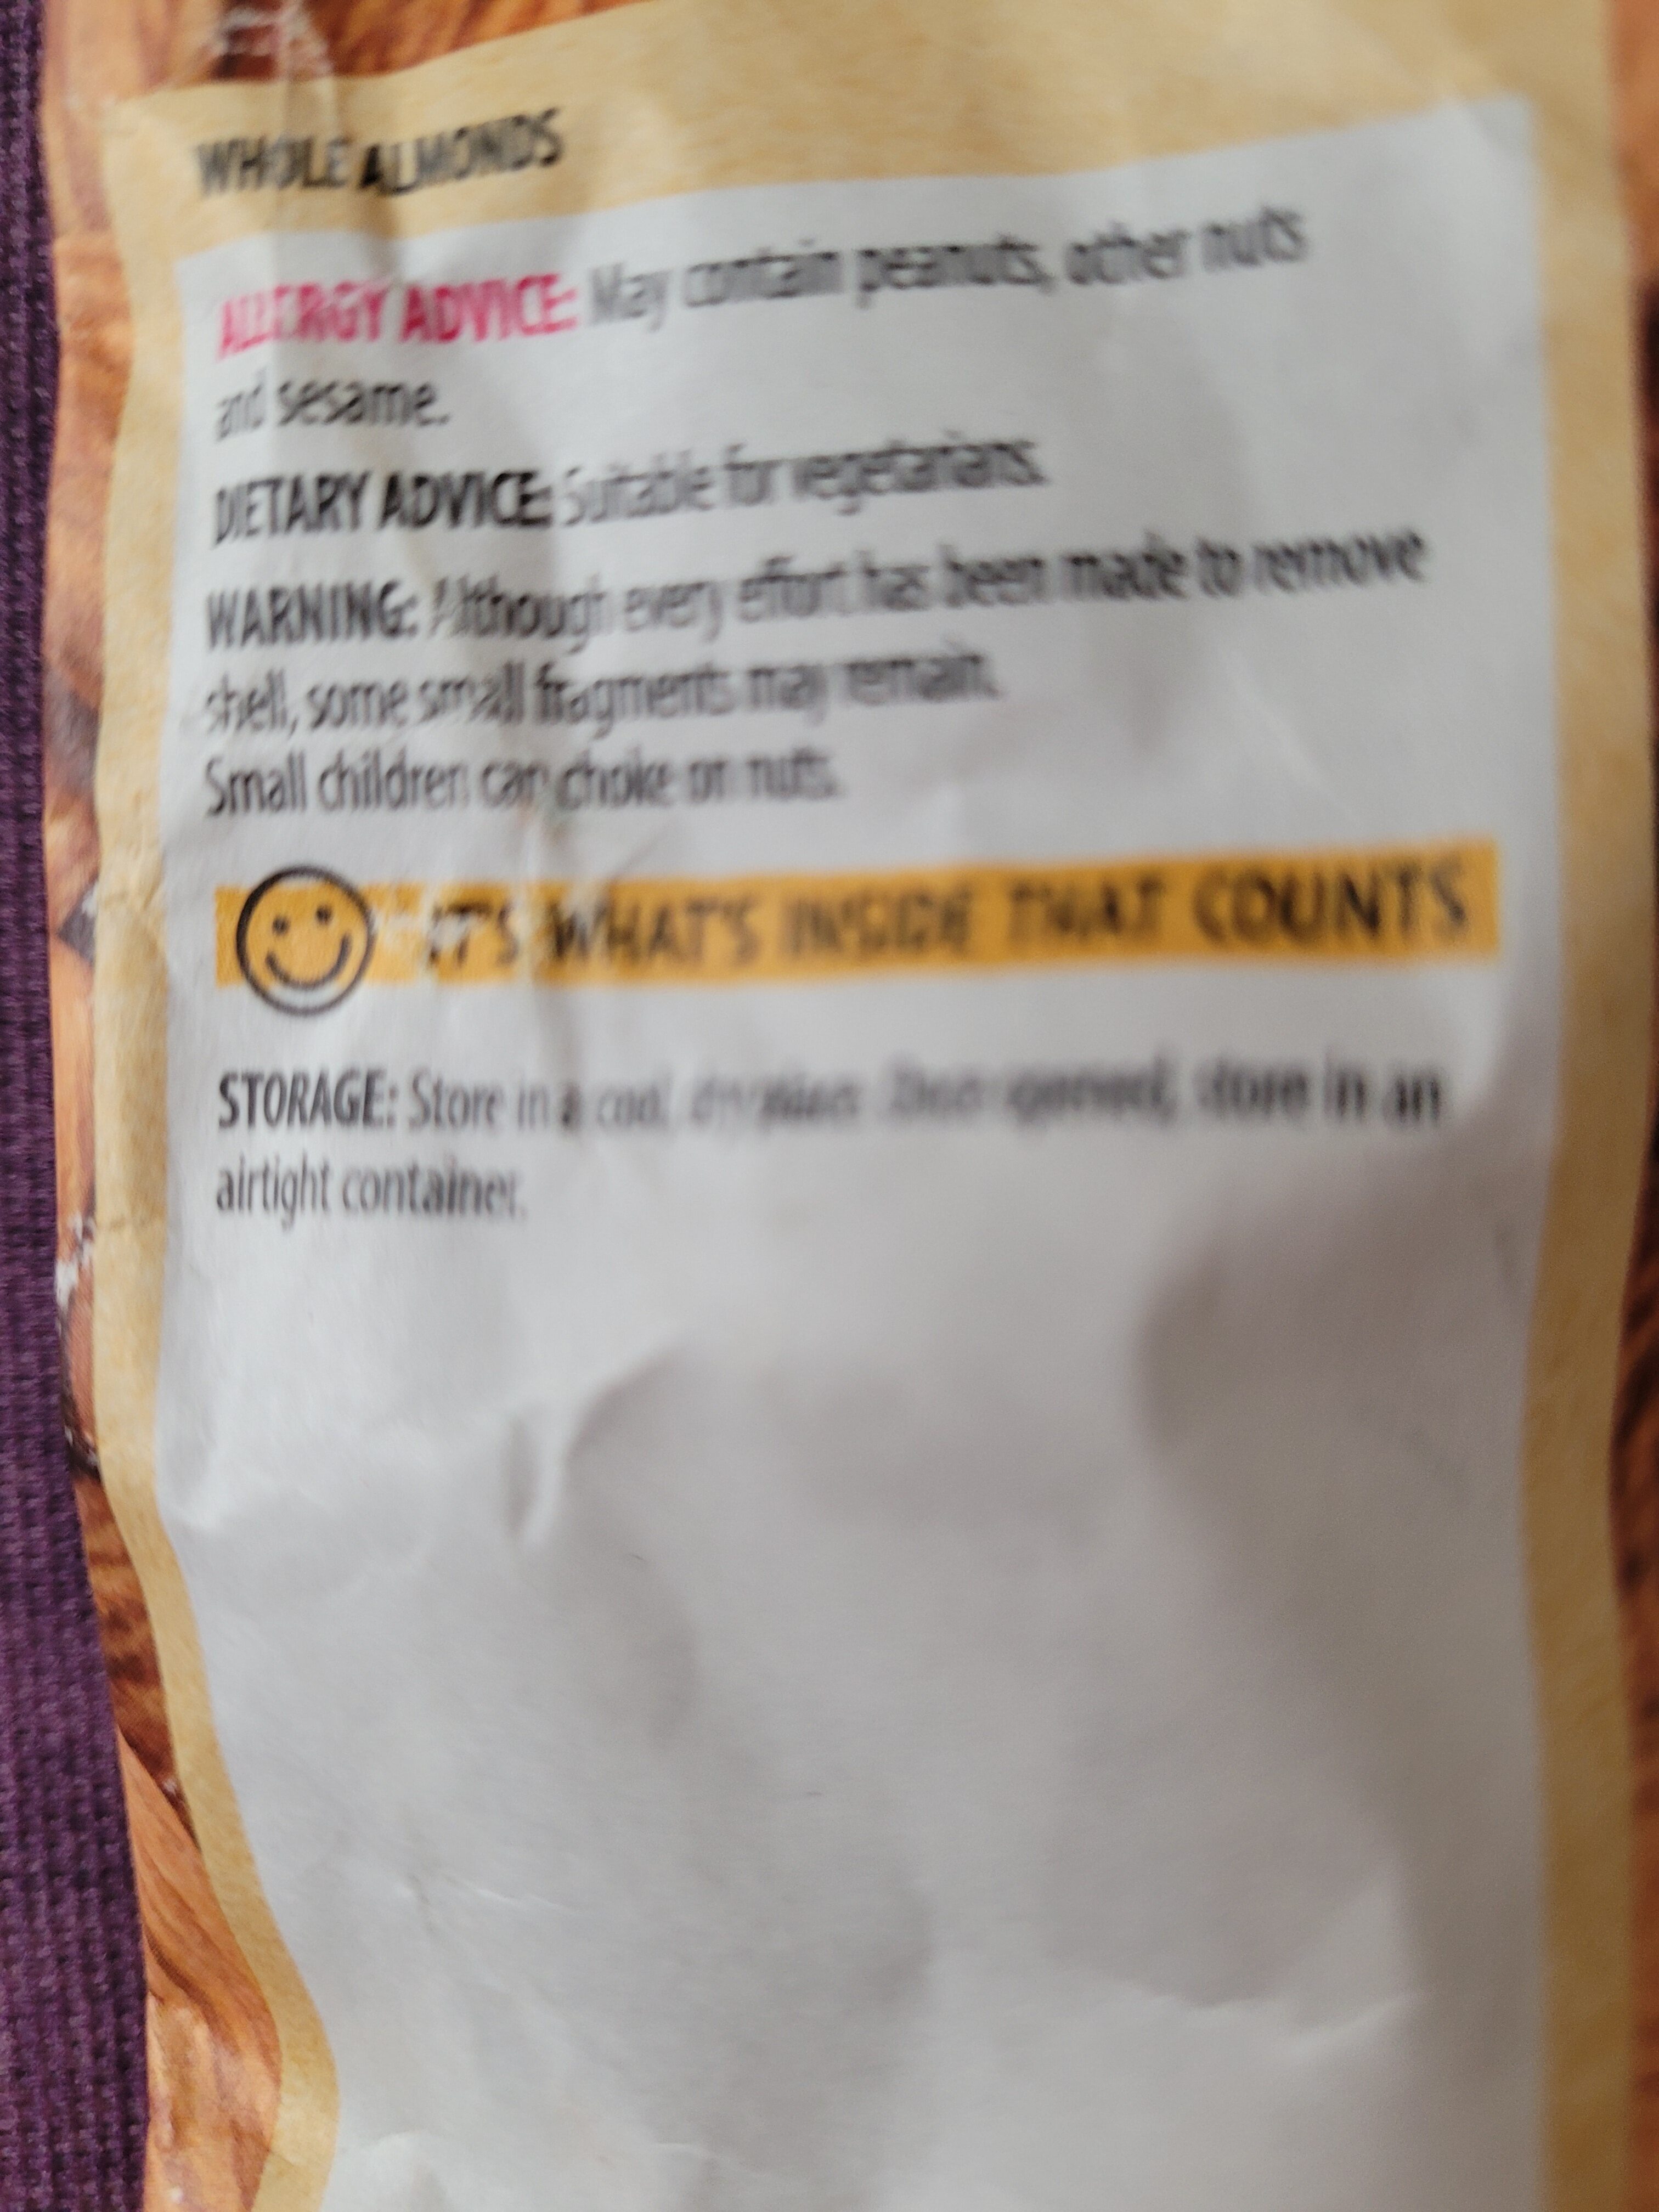 WHOLE ALMONDS
ALLERGY ADVICE: May contain peanuts, other nuts
and sesame.
DIETARY ADVICE: Suitable for vegetarians.
WARNING: Although every effort has been made to remove
shell, some small fragments may remain.
Small children can choke on nuts.
IT'S WHAT'S INSIDE THAT COUNTS
STORAGE: Store in a cool, dry place. Once opened, store in an
airtight container.